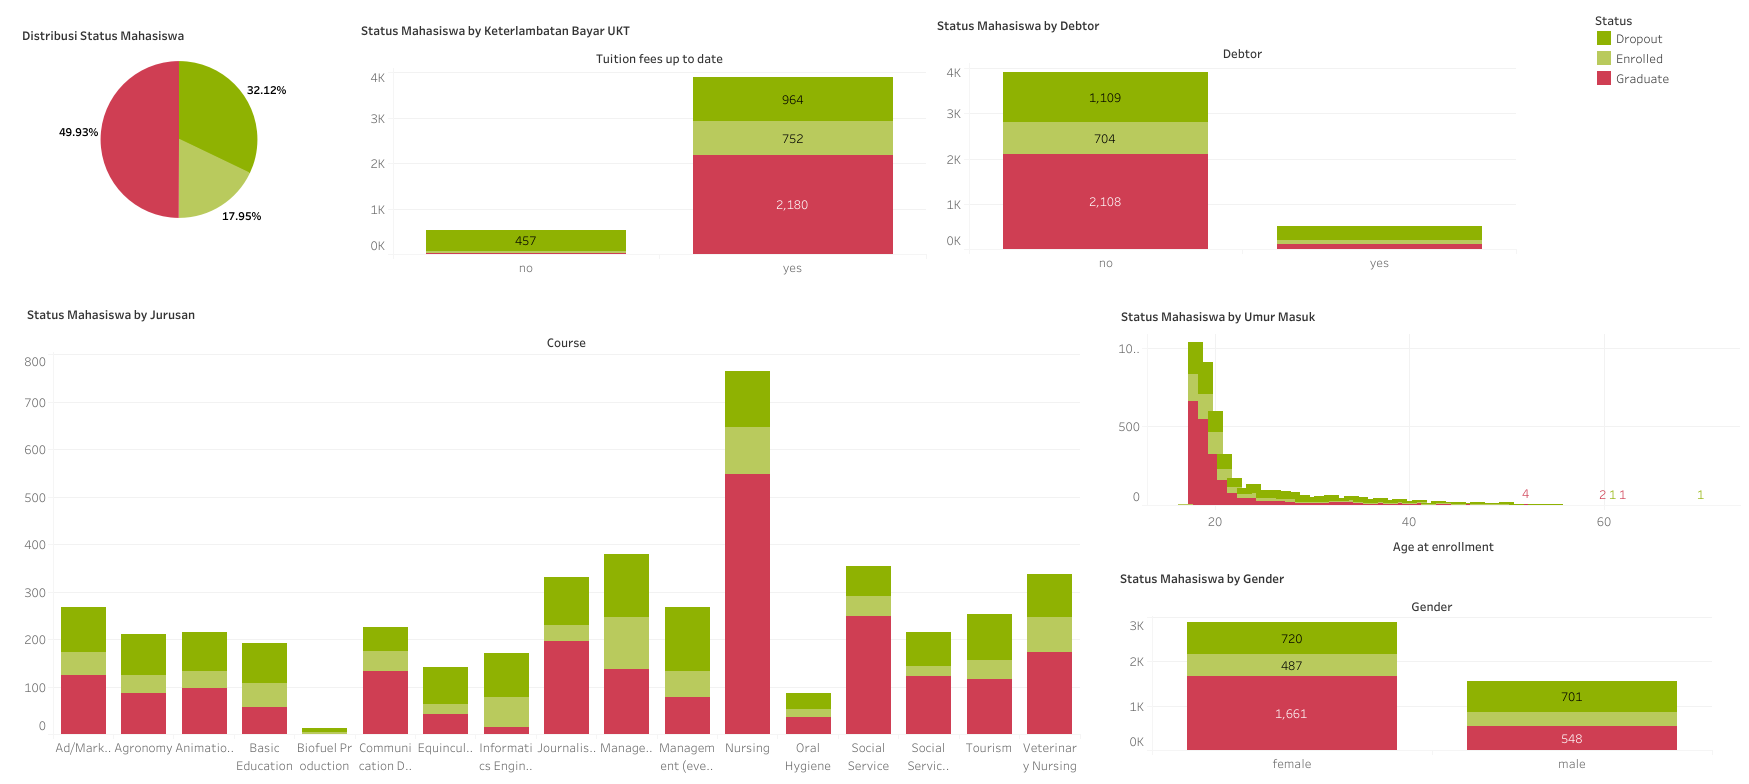 Distribusi Status Mahasiswa
32.12%
49.93%
17.95%
Status Mahasiswa by Keterlambatan Bayar UKT
Tuition fees up to date
4K
3K
2K
1K
0K
964
752
2,180
457
no
yes
Status Mahasiswa by Debtor
Debtor
4K
3K
2K
1K
0K
1,109
704
2,108
no
yes
Status
Dropout
Enrolled
Graduate
Status Mahasiswa by Jurusan
Course
800
700
600
500
400
300
200
100
0
Ad/Mark..
Agronomy
Animatio..
Basic
Education
Biofuel Pr
oduction
Communi
cation D..
Equincul..
Informati
cs Engin..
Journalis..
Manage..
Managem
ent (eve..
Nursing
Oral
Hygiene
Social
Service
Social
Servic..
Tourism
Veterinar
y Nursing
Status Mahasiswa by Umur Masuk
10..
500
0
4
2
1
1
1
20
40
60
Age at enrollment
Status Mahasiswa by Gender
Gender
3K
2K
1K
0K
720
487
1,661
701
548
female
male